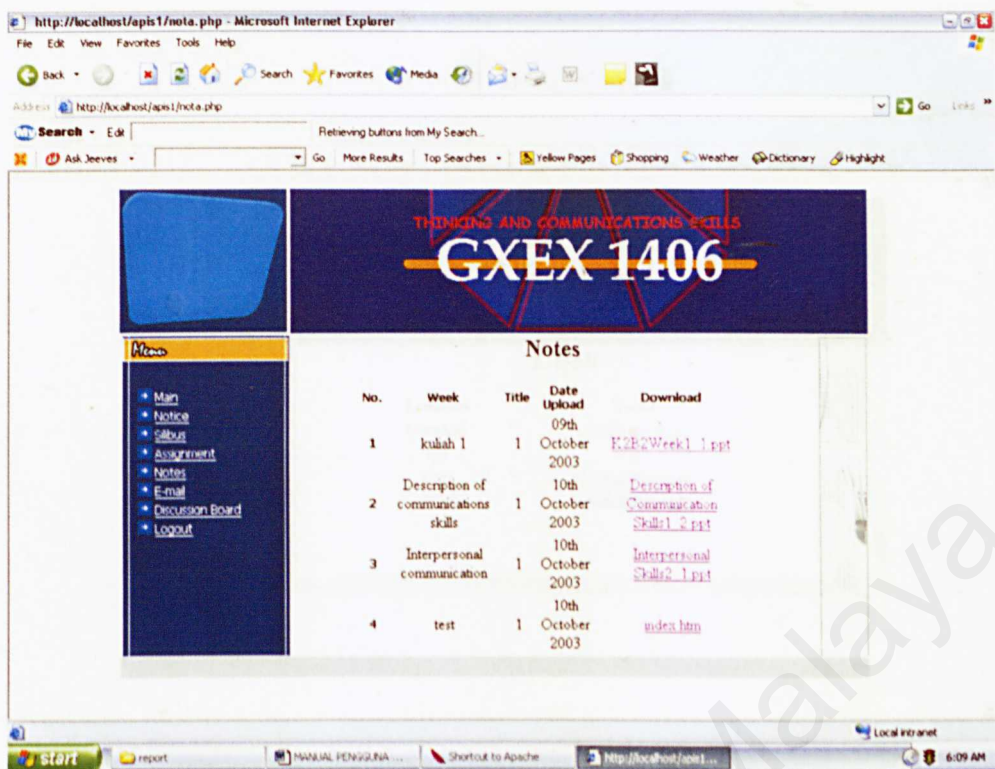 http://localhost/apis1/nota.php - Microsoft Internet Explorer
File Edit View Favorites Tools Help
Back Search Favorites Media
Address http://localhost/apis1/nota.php Go Links »
My Search Edit Retrieving buttons from My Search...
Ask Jeeves Go More Results Top Searches Yellow Pages Shopping Weather Dictionary Highlight
THINKING AND COMMUNICATIONS SKILLS
GXEX 1406
Menu
Main
Notice
Silibus
Assignment
Notes
E-mail
Discussion Board
Logout
Notes
No. Week Title Date Upload Download
1 kuliah 1 1 09th October 2003 K2B2Week1_1.ppt
2 Description of communications skills 1 10th October 2003 Description of Communication Skills1_2.ppt
3 Interpersonal communication 1 10th October 2003 Interpersonal Skills2_1.ppt
4 test 1 10th October 2003 index.htm
Local intranet
start report MANUAL PENGGUNA ... Shortcut to Apache http://localhost/apis1... 6:09 AM
Malaya